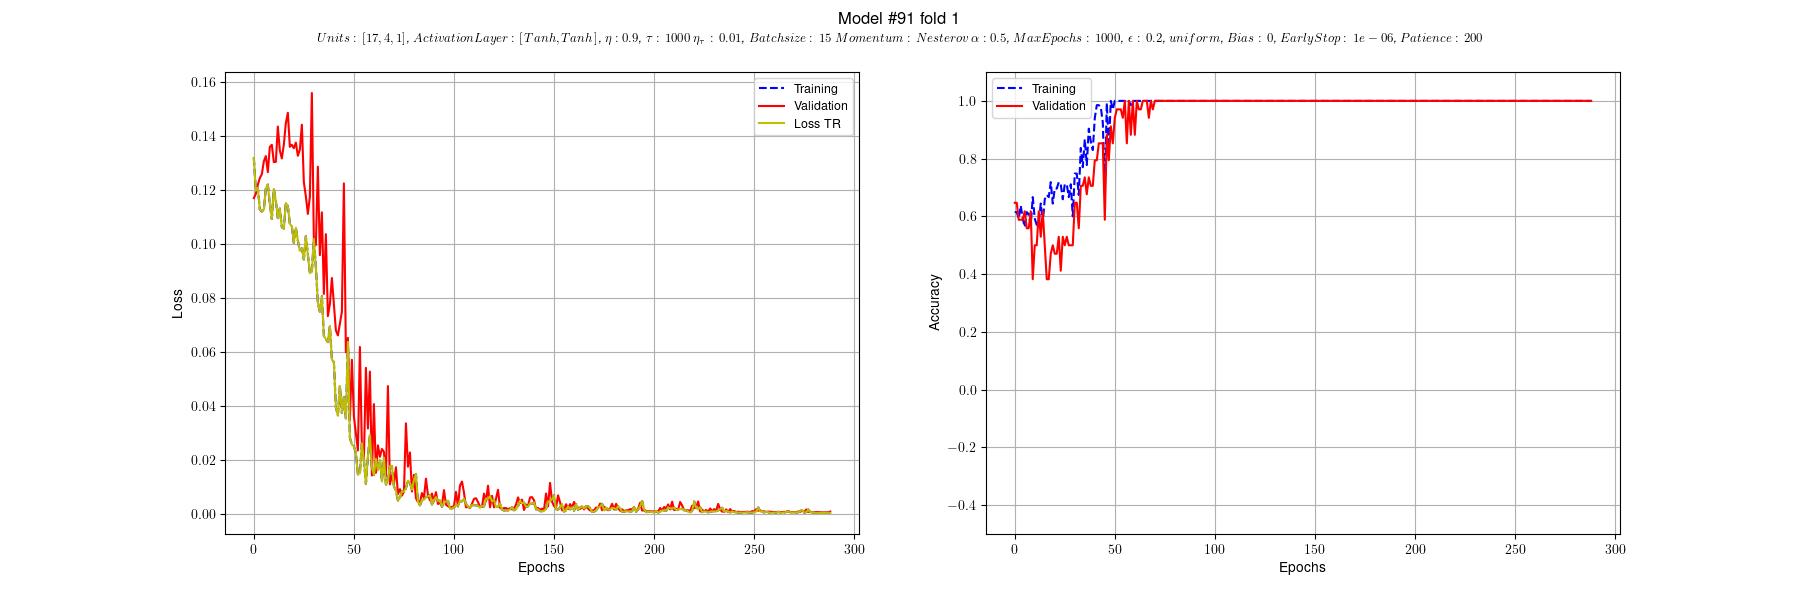 Model #91 fold 1
Units : [17, 4, 1], ActivationLayer : [Tanh, Tanh], η : 0.9, τ : 1000 η_τ : 0.01, Batchsize : 15 Momentum : Nesterov α : 0.5, MaxEpochs : 1000, ϵ : 0.2, uniform, Bias : 0, EarlyStop : 1e − 06, Patience : 200
Training
Validation
Loss TR
0.16
0.14
0.12
0.10
0.08
0.06
0.04
0.02
0.00
Loss
0 50 100 150 200 250 300
Epochs
Training
Validation
1.0
0.8
0.6
0.4
0.2
0.0
−0.2
−0.4
Accuracy
0 50 100 150 200 250 300
Epochs